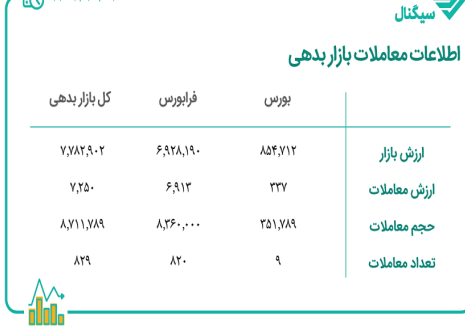 سیگنال
اطلاعات معاملات بازار بدهی
بورس فرابورس کل بازار بدهی
ارزش بازار ۸۵۴,۷۱۲ ۶,۹۲۸,۱۹۰ ۷,۷۸۲,۹۰۲
ارزش معاملات ۳۳۷ ۶,۹۱۳ ۷,۲۵۰
حجم معاملات ۳۵۱,۷۸۹ ۸,۳۶۰,۰۰۰ ۸,۷۱۱,۷۸۹
تعداد معاملات ۹ ۸۲۰ ۸۲۹